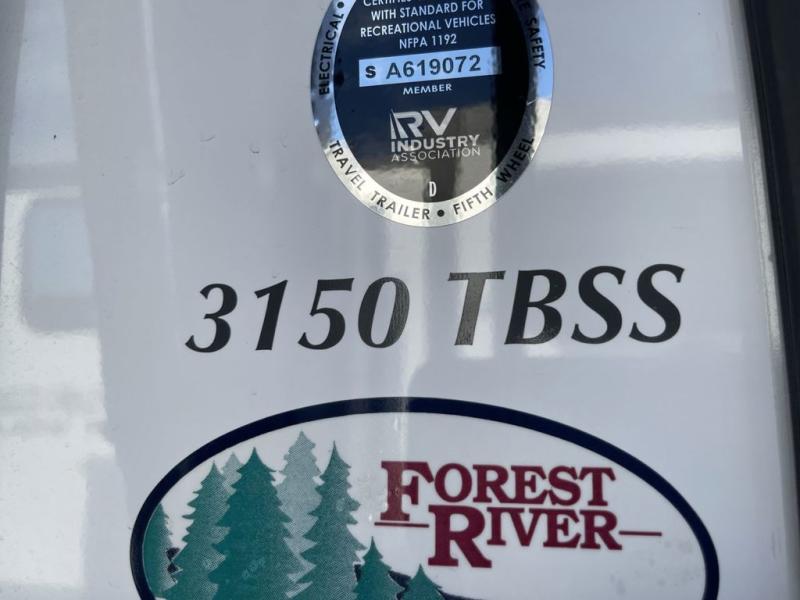 WITH STANDARD FOR
RECREATIONAL VEHICLES
NFPA 1192
ELECTRICAL •
SAFETY
S A619072
MEMBER
RV
INDUSTRY
ASSOCIATION
D
TRAVEL TRAILER • FIFTH WHEEL
3150 TBSS
FOREST
RIVER